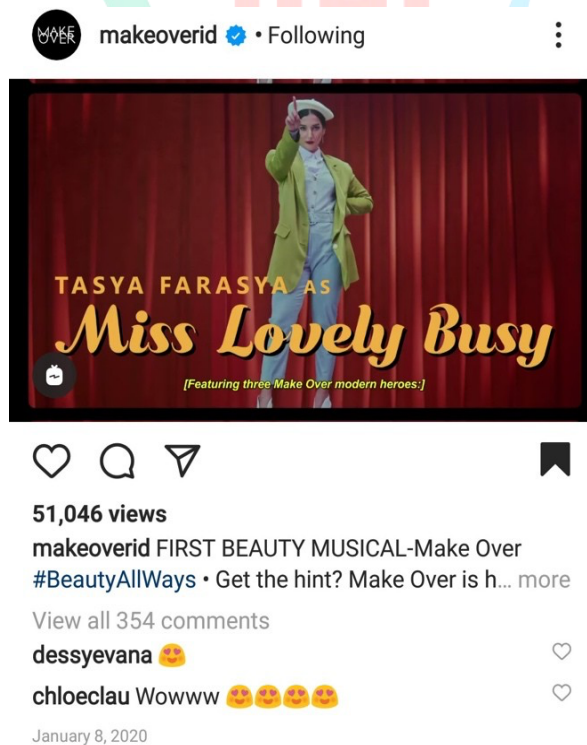 MAKE
OVER
makeoverid • Following
TASYA FARASYA AS
Miss Lovely Busy
[Featuring three Make Over modern heroes:]
51,046 views
makeoverid FIRST BEAUTY MUSICAL-Make Over
#BeautyAllWays • Get the hint? Make Over is h... more
View all 354 comments
dessyevana 😍
chloeclau Wowww 😍😍😍😍
January 8, 2020